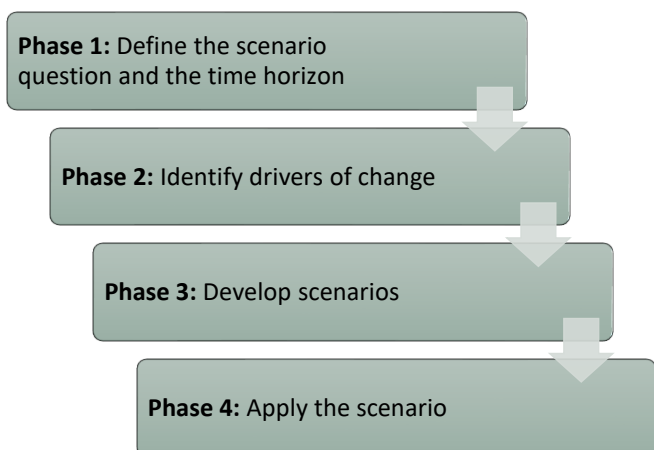 Phase 1: Define the scenario
question and the time horizon
Phase 2: Identify drivers of change
Phase 3: Develop scenarios
Phase 4: Apply the scenario